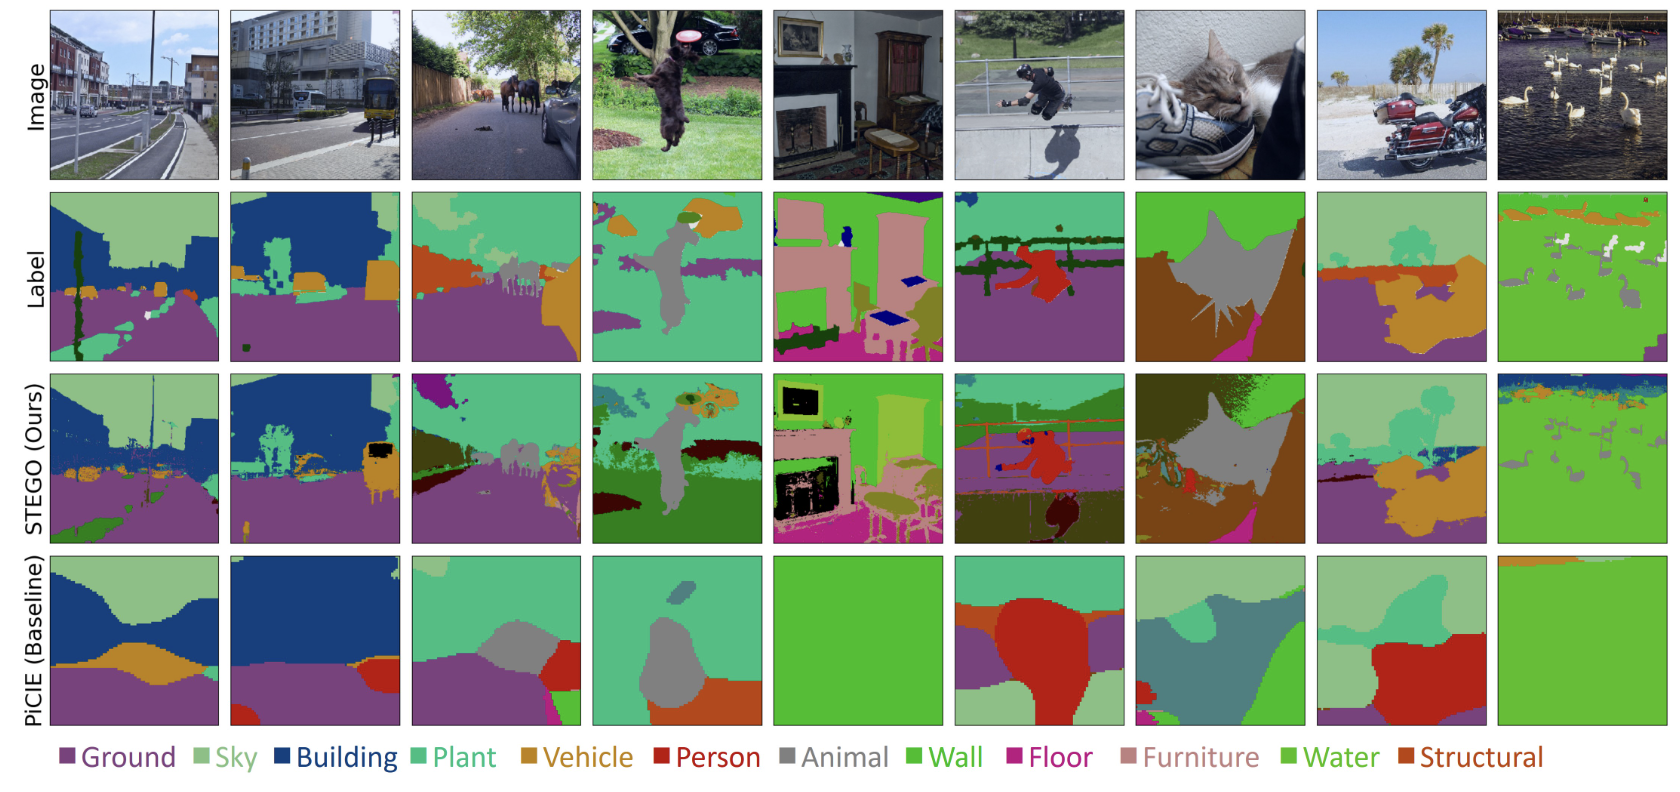 Image
Label
STEGO (Ours)
PiCIE (Baseline)
Ground Sky Building Plant Vehicle Person Animal Wall Floor Furniture Water Structural